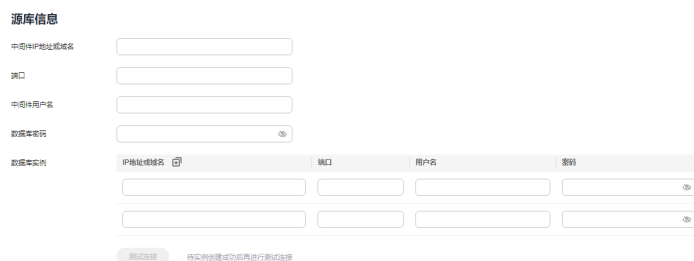 源库信息
中间件IP地址或域名
端口
中间件用户名
数据库密码
数据库实例
IP地址或域名 端口 用户名 密码
测试连接 待实例创建成功后再进行测试连接